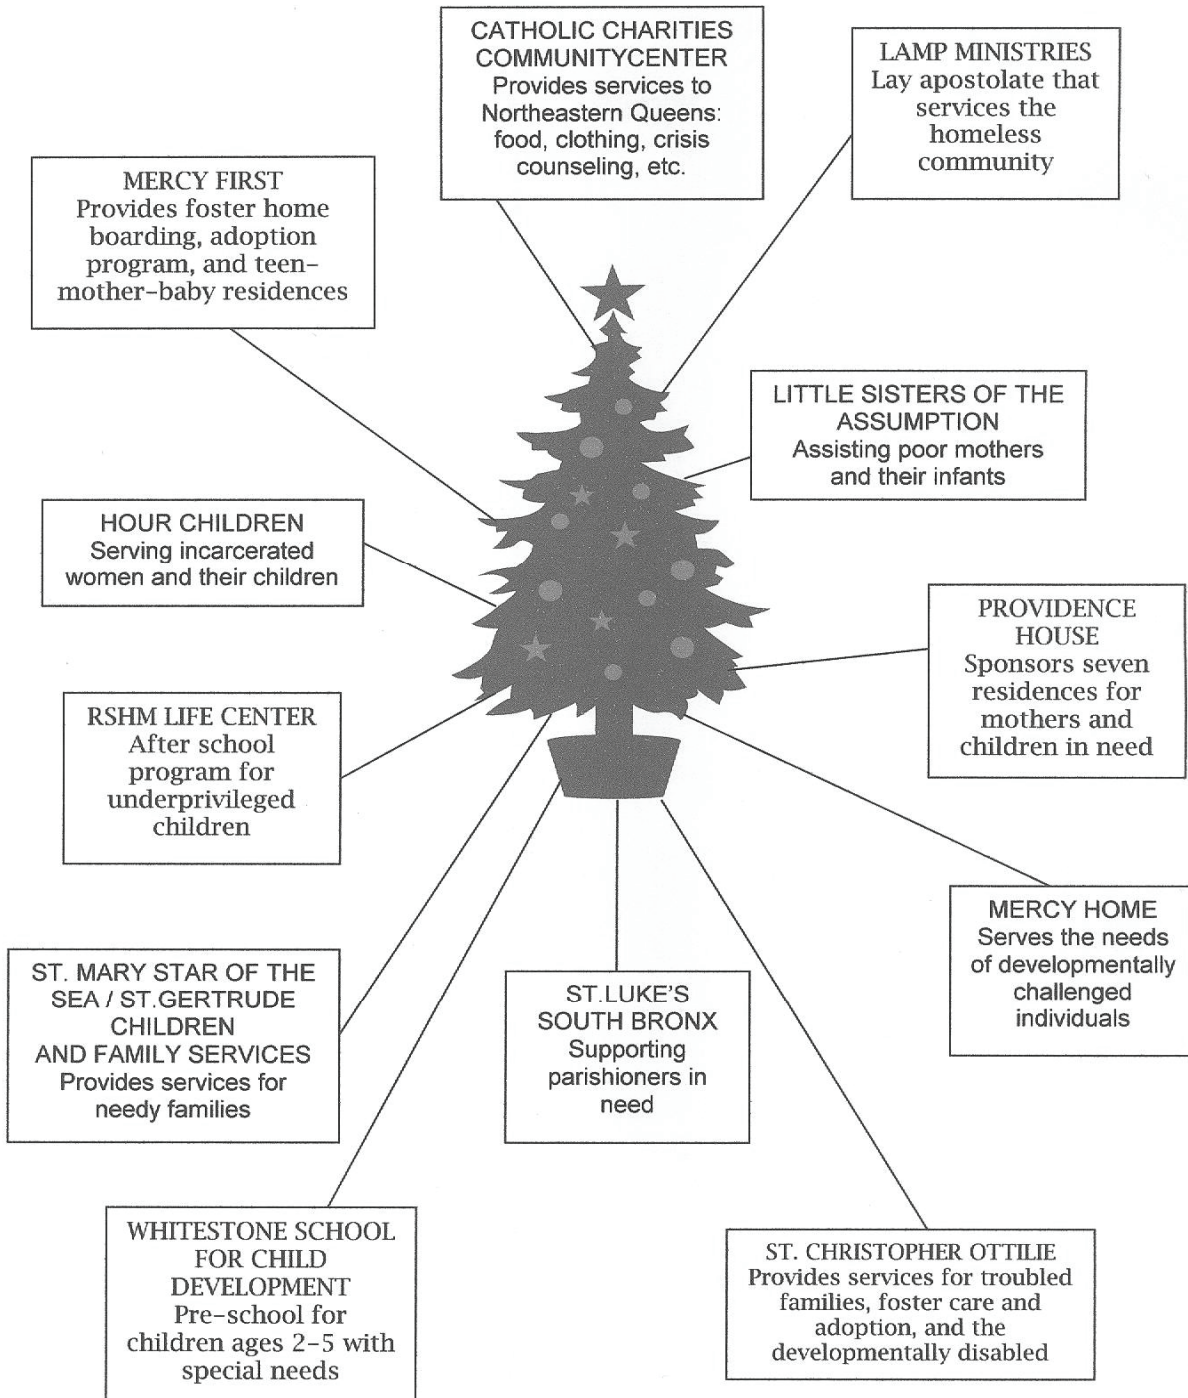 CATHOLIC CHARITIES
COMMUNITYCENTER
Provides services to
Northeastern Queens:
food, clothing, crisis
counseling, etc.
LAMP MINISTRIES
Lay apostolate that
services the
homeless
community
MERCY FIRST
Provides foster home
boarding, adoption
program, and teen-
mother-baby residences
LITTLE SISTERS OF THE
ASSUMPTION
Assisting poor mothers
and their infants
HOUR CHILDREN
Serving incarcerated
women and their children
PROVIDENCE
HOUSE
Sponsors seven
residences for
mothers and
children in need
RSHM LIFE CENTER
After school
program for
underprivileged
children
MERCY HOME
Serves the needs
of developmentally
challenged
individuals
ST. MARY STAR OF THE
SEA / ST.GERTRUDE
CHILDREN
AND FAMILY SERVICES
Provides services for
needy families
ST.LUKE'S
SOUTH BRONX
Supporting
parishioners in
need
WHITESTONE SCHOOL
FOR CHILD
DEVELOPMENT
Pre-school for
children ages 2-5 with
special needs
ST. CHRISTOPHER OTTILIE
Provides services for troubled
families, foster care and
adoption, and the
developmentally disabled